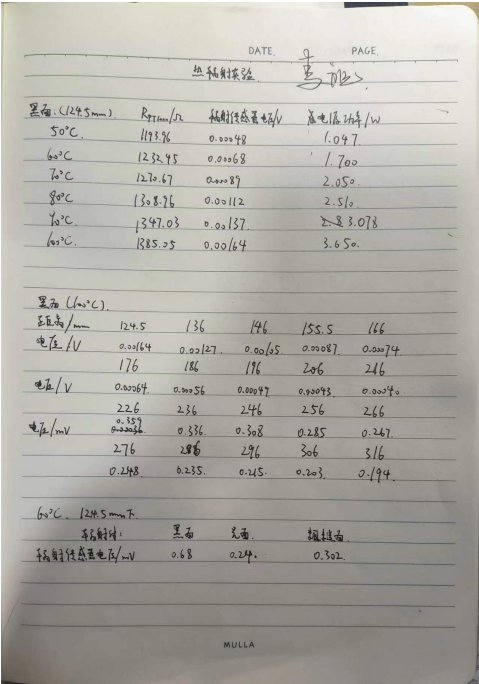 DATE. PAGE.
热辐射实验
黑面. (124.5mm) RPT1000/Ω 辐射传感器电压/V 底电阻功率/W
50°C 1193.96 0.00048 1.047
60°C 1232.45 0.00068 1.700
70°C 1270.67 0.00089 2.050.
80°C 1308.96 0.00112 2.510.
90°C 1347.03 0.00137 3.078
100°C. 1385.05 0.00164 3.650.
黑面 (100°C).
距离/mm 124.5 136 146 155.5 166
电压/V 0.00164 0.00127 0.00105 0.00087 0.00074
176 186 196 206 216
电压/V 0.00064 0.00056 0.00049 0.00043 0.00040
226 236 246 256 266
电压/mV 0.359 0.336 0.308 0.285 0.267
276 286 296 306 316
0.248 0.235 0.215 0.203 0.194
60°C. 124.5mm下
辐射时: 黑面 光面. 粗糙面.
辐射传感器电压/mV 0.68 0.24. 0.302.
MULLA